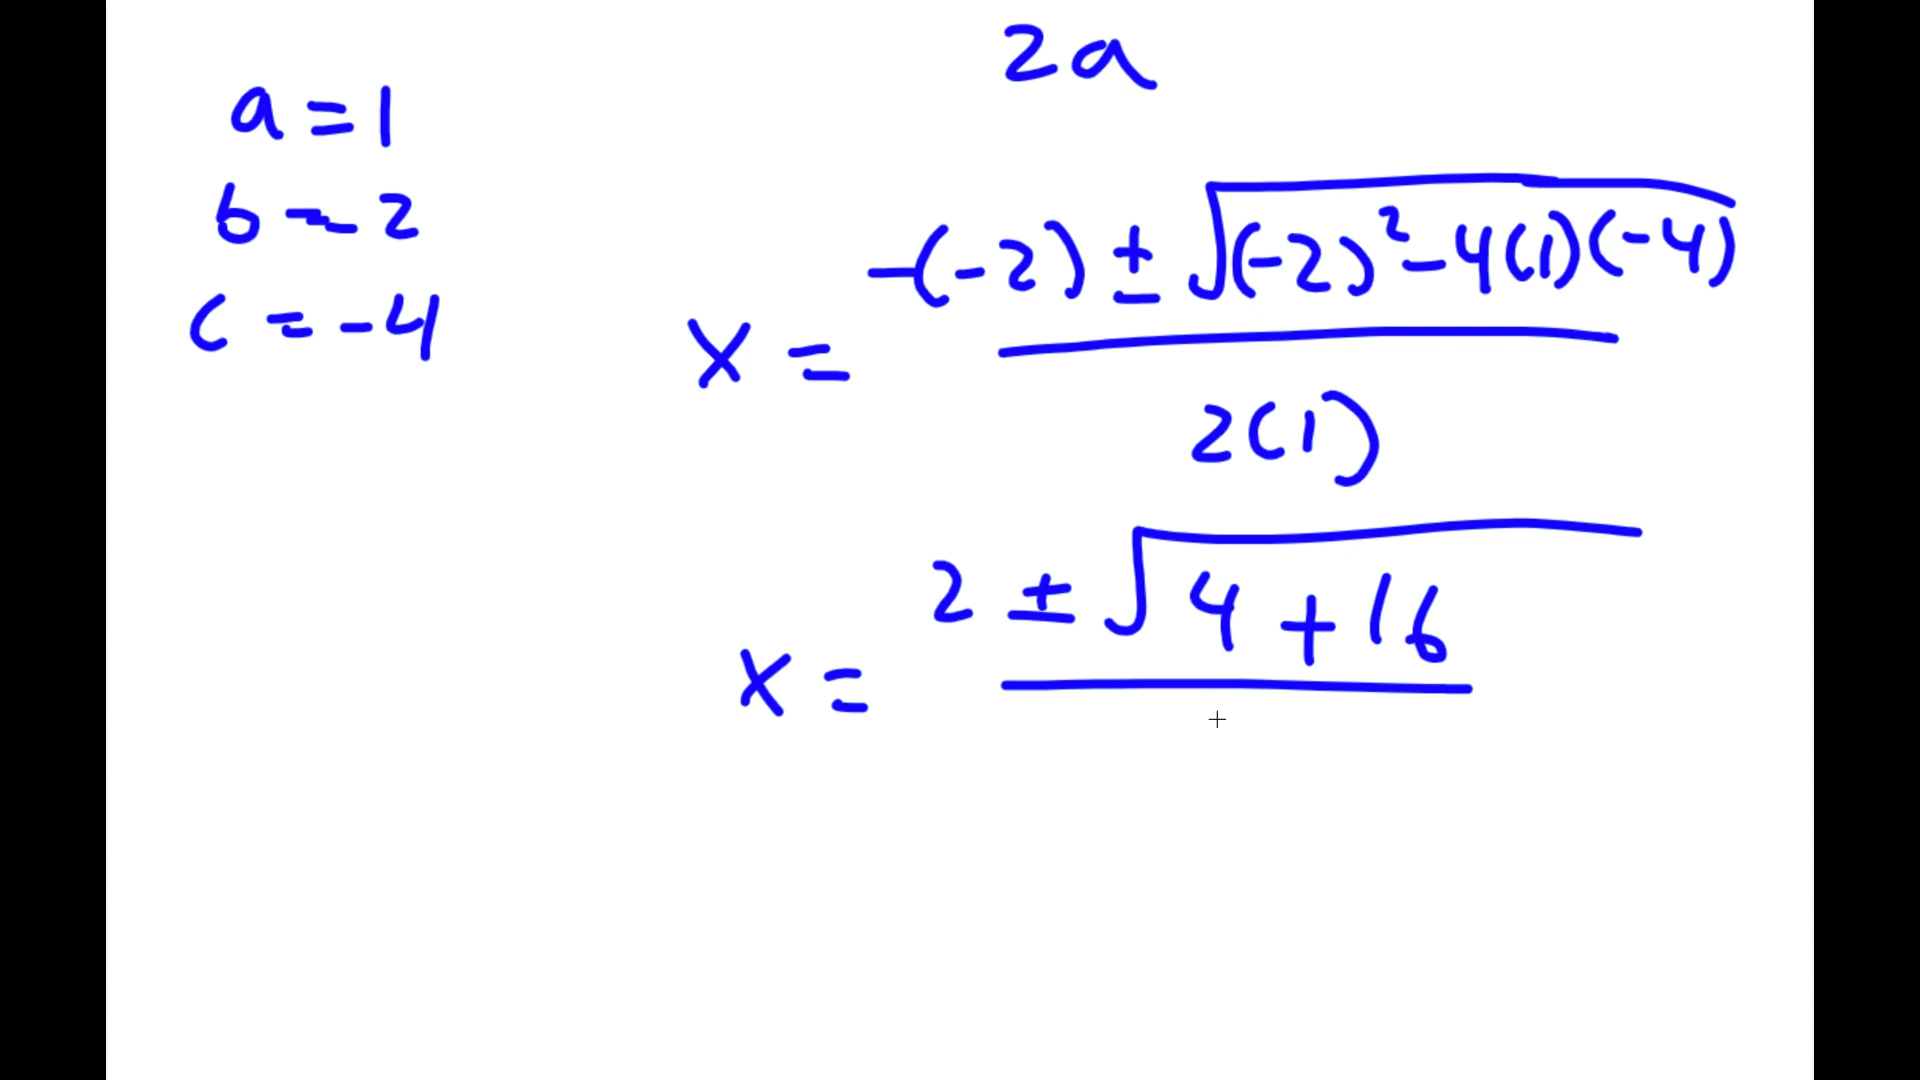 2a
a = 1
b = -2
c = -4
x = -(-2) ± √(-2)² - 4(1)(-4)
2(1)
x = 2 ± √4 + 16